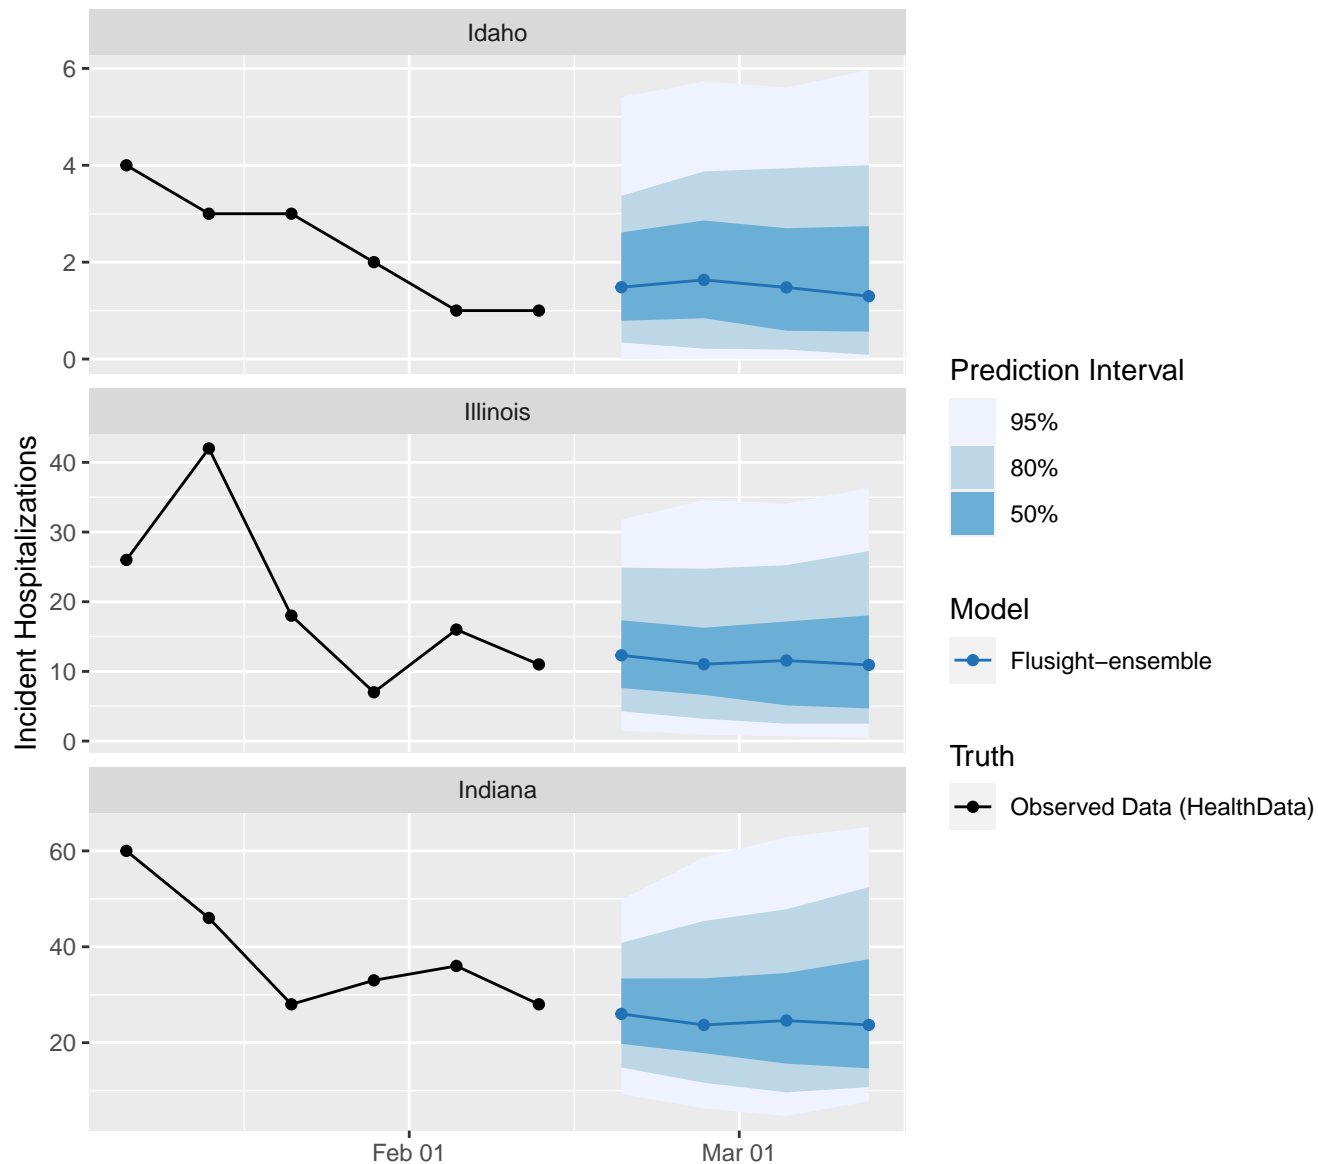 Idaho
6
4
2
0
Illinois
40
30
20
10
0
Indiana
60
40
20
Feb 01
Mar 01
Incident Hospitalizations
Prediction Interval
95%
80%
50%
Model
Flusight−ensemble
Truth
Observed Data (HealthData)